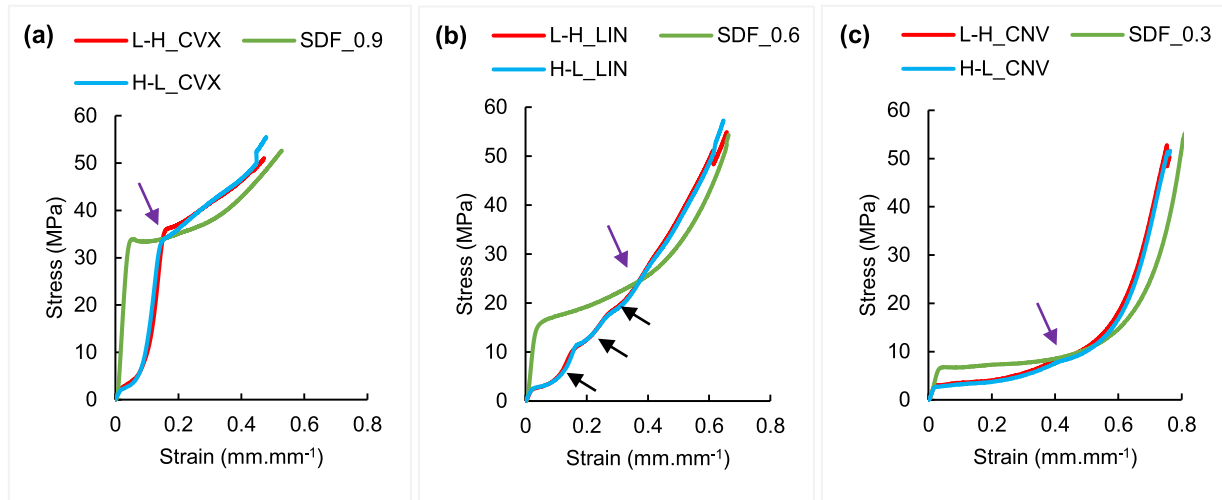 (a)
L-H_CVX
SDF_0.9
H-L_CVX
60
50
40
30
20
10
0
Stress (MPa)
0
0.2
0.4
0.6
0.8
Strain (mm.mm⁻¹)
(b)
L-H_LIN
SDF_0.6
H-L_LIN
60
50
40
30
20
10
0
Stress (MPa)
0
0.2
0.4
0.6
0.8
Strain (mm.mm⁻¹)
(c)
L-H_CNV
SDF_0.3
H-L_CNV
60
50
40
30
20
10
0
Stress (MPa)
0
0.2
0.4
0.6
0.8
Strain (mm.mm⁻¹)